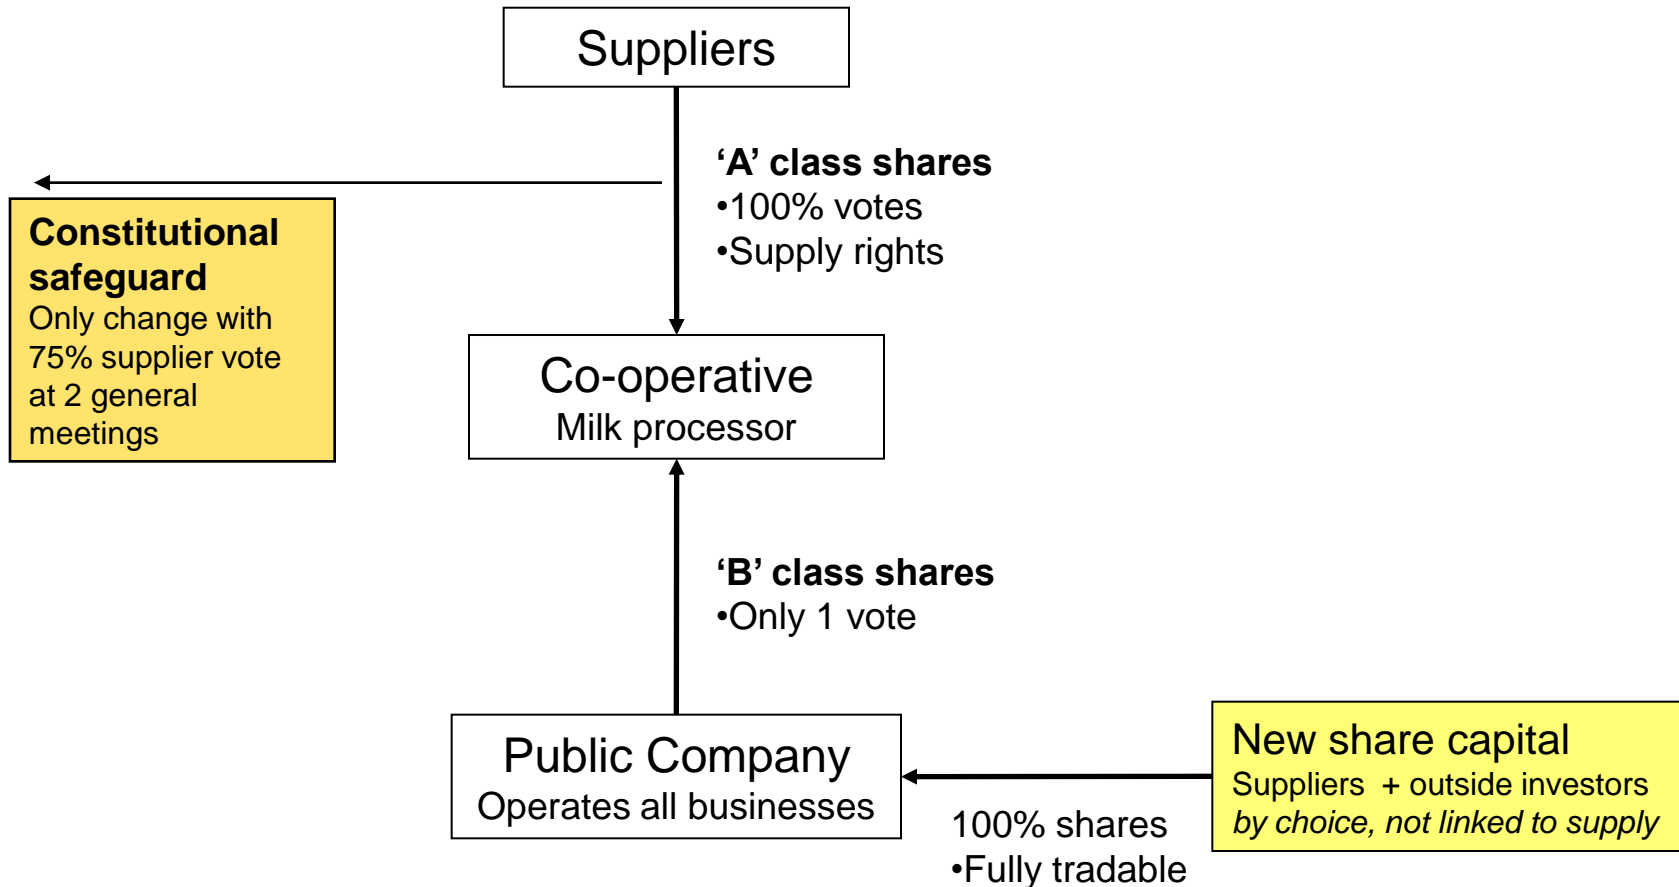 Suppliers
‘A’ class shares
•100% votes
•Supply rights
Constitutional
safeguard
Only change with
75% supplier vote
at 2 general
meetings
Co-operative
Milk processor
‘B’ class shares
•Only 1 vote
Public Company
Operates all businesses
New share capital
Suppliers + outside investors
by choice, not linked to supply
100% shares
•Fully tradable